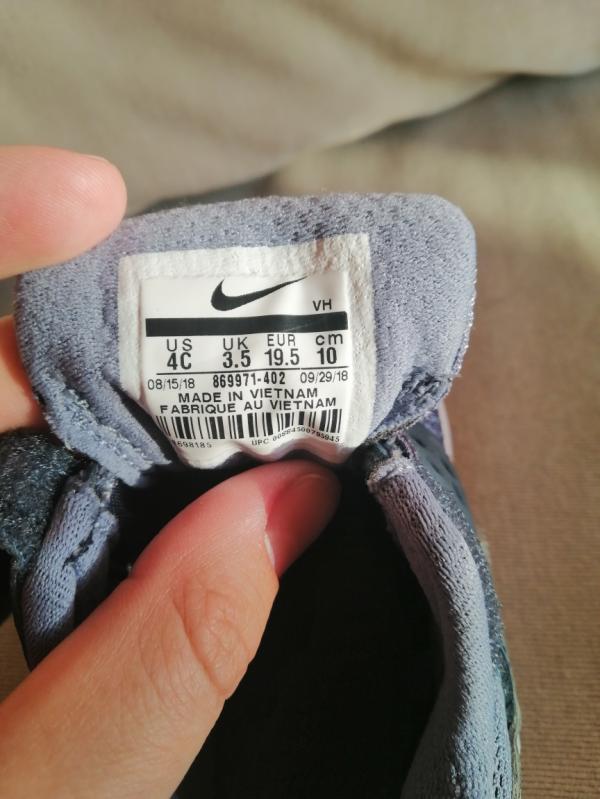 VH
US UK EUR cm
4C 3.5 19.5 10
08/15/18 869971-402 09/29/18
MADE IN VIETNAM
FABRIQUE AU VIETNAM
UPC